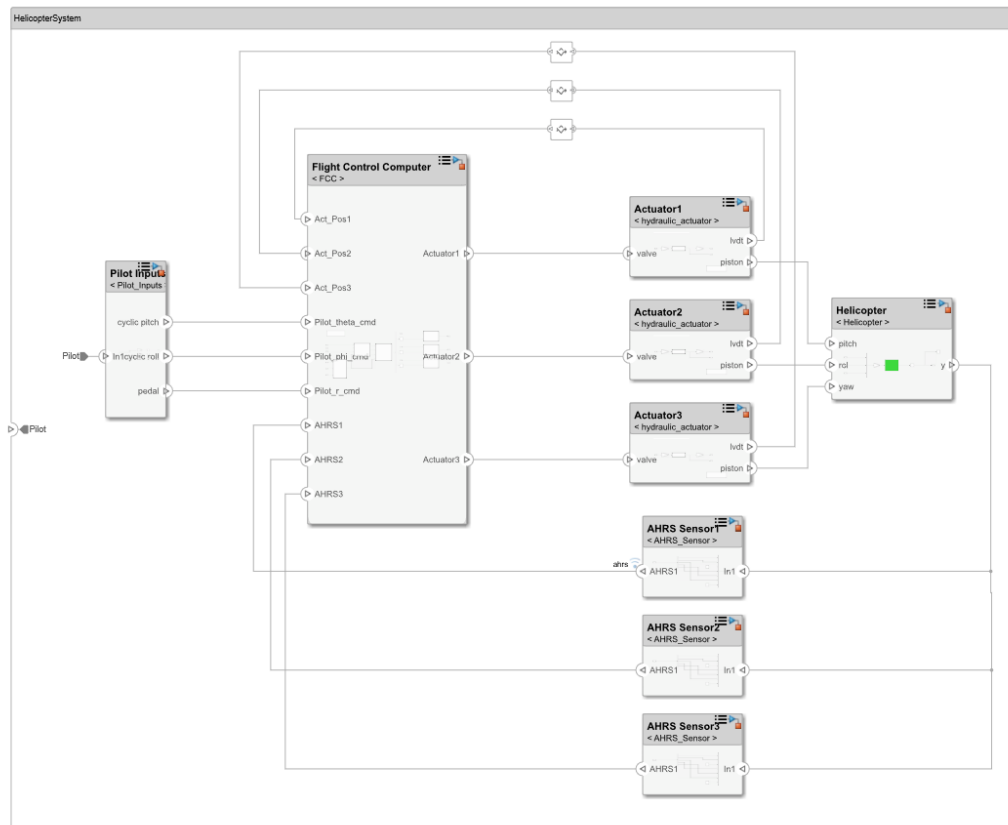 HelicopterSystem
Flight Control Computer
< FCC >
Act_Pos1
Act_Pos2
Act_Pos3
Pilot_theta_cmd
Pilot_phi_cmd
Pilot_r_cmd
AHRS1
AHRS2
AHRS3
Actuator1
Actuator2
Actuator3
Pilot Inputs
< Pilot_Inputs
cyclic pitch
In1
cyclic roll
pedal
Pilot
Pilot
Actuator1
< hydraulic_actuator >
valve
lvdt
piston
Actuator2
< hydraulic_actuator >
valve
lvdt
piston
Actuator3
< hydraulic_actuator >
valve
lvdt
piston
Helicopter
< Helicopter >
pitch
rol
yaw
y
AHRS Sensor1
< AHRS_Sensor >
ahrs
AHRS1
In1
AHRS Sensor2
< AHRS_Sensor >
AHRS1
In1
AHRS Sensor3
< AHRS_Sensor >
AHRS1
In1